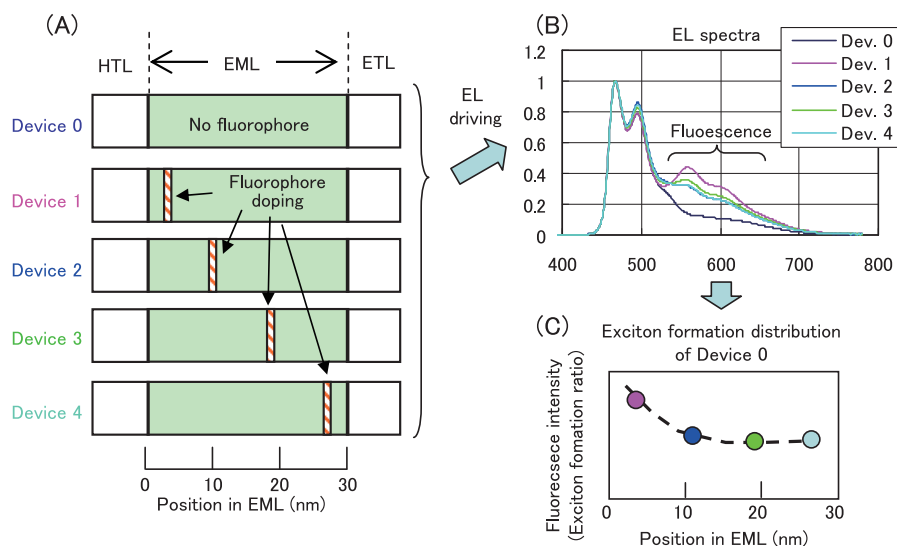 (A)
HTL
EML
ETL
Device 0
No fluorophore
Device 1
Fluorophore
doping
Device 2
Device 3
Device 4
0
10
20
30
Position in EML (nm)
EL
driving
(B)
EL spectra
1.2
1
0.8
0.6
0.4
0.2
0
400
500
600
700
800
Fluoescence
Dev. 0
Dev. 1
Dev. 2
Dev. 3
Dev. 4
(C)
Exciton formation distribution
of Device 0
Fluorecsece intensity
(Exciton formation ratio)
0
10
20
30
Position in EML (nm)